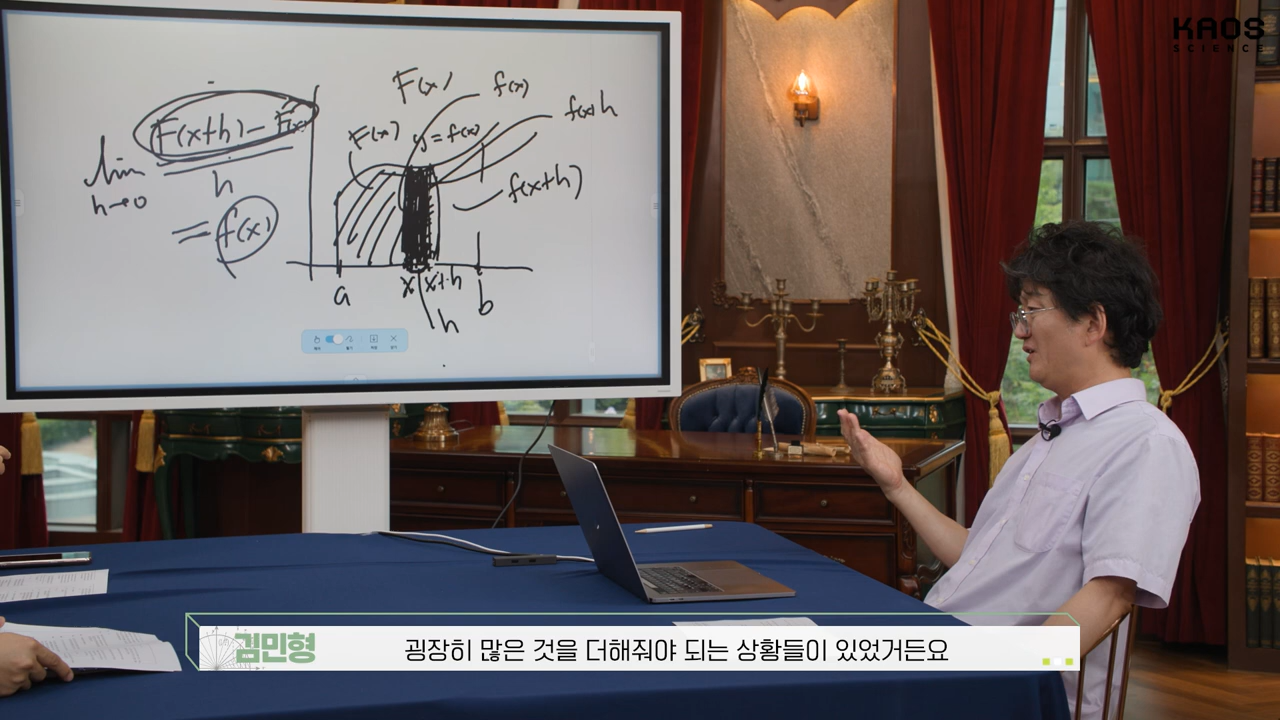 KAOS
SCIENCE
lim
h→0
F(x+h) - F(x)
h
= f(x)
F(x)
f(x)
F(x)
y=f(x)
f(x)+h
f(x+h)
a
x
x+h
b
h
김민형
굉장히 많은 것을 더해줘야 되는 상황들이 있었거든요